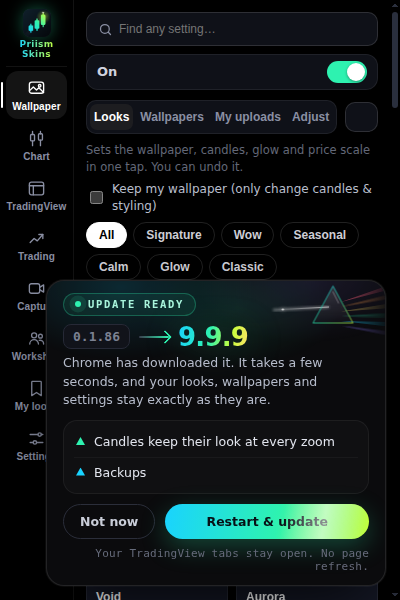 Priism
Skins
Find any setting…
On
Wallpaper
Looks
Wallpapers
My uploads
Adjust
Sets the wallpaper, candles, glow and price scale
in one tap. You can undo it.
Keep my wallpaper (only change candles &
styling)
Chart
TradingView
Trading
All
Signature
Wow
Seasonal
Calm
Glow
Classic
UPDATE READY
0.1.86
9.9.9
Chrome has downloaded it. It takes a few
seconds, and your looks, wallpapers and
settings stay exactly as they are.
Candles keep their look at every zoom
Backups
Not now
Restart & update
Your TradingView tabs stay open. No page
refresh.
Void
Aurora